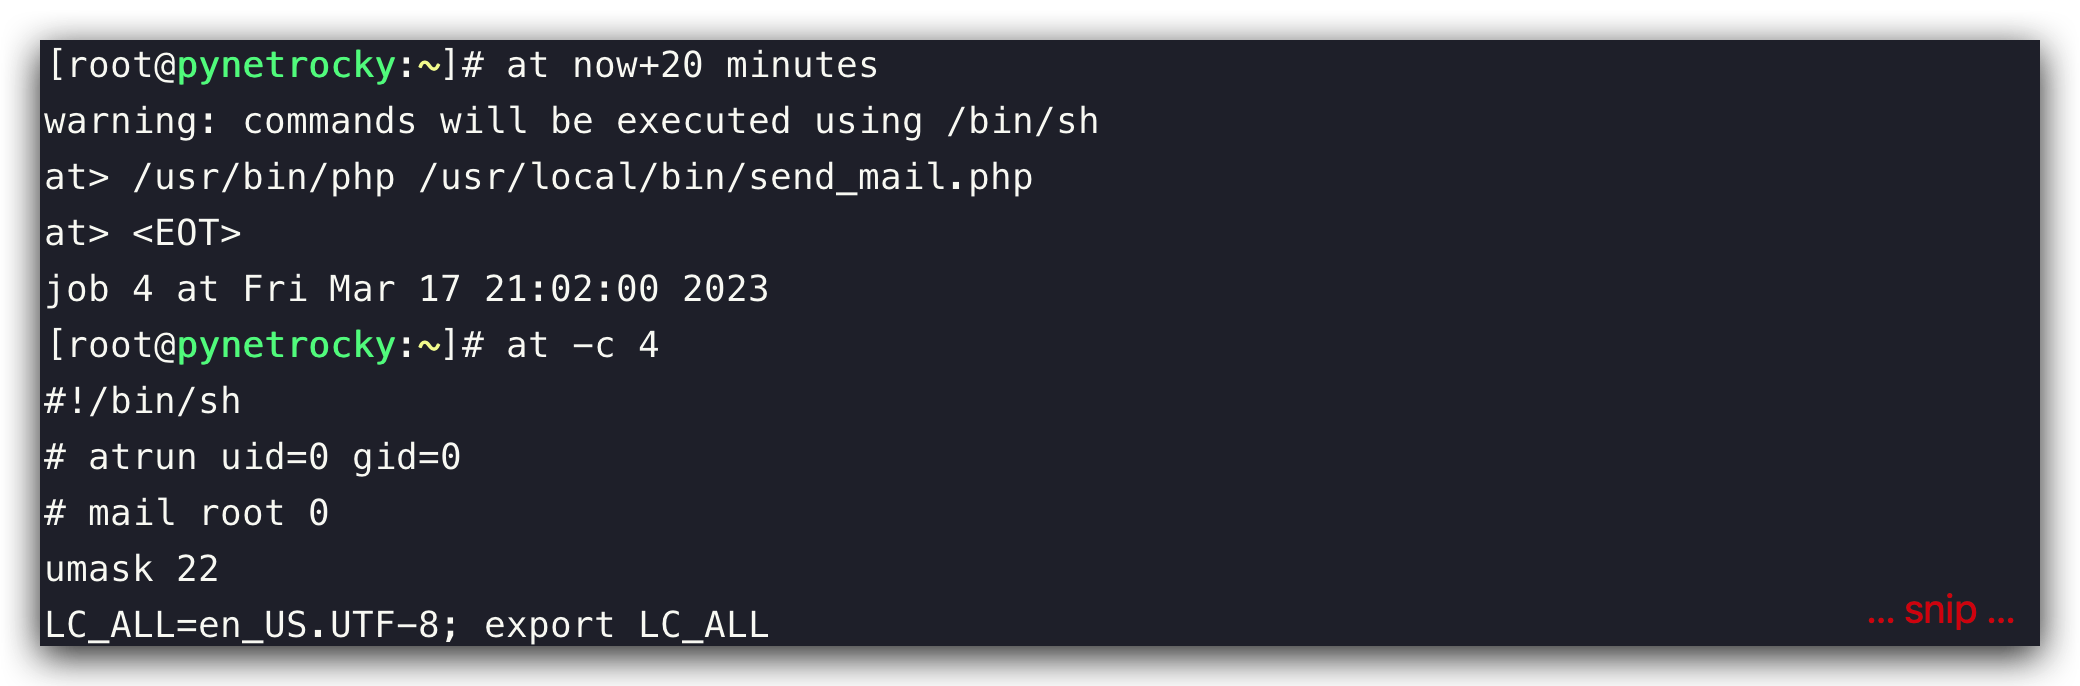 [root@pynetrocky:~]# at now+20 minutes
warning: commands will be executed using /bin/sh
at> /usr/bin/php /usr/local/bin/send_mail.php
at> <EOT>
job 4 at Fri Mar 17 21:02:00 2023
[root@pynetrocky:~]# at -c 4
#!/bin/sh
# atrun uid=0 gid=0
# mail root 0
umask 22
LC_ALL=en_US.UTF-8; export LC_ALL
... snip ...